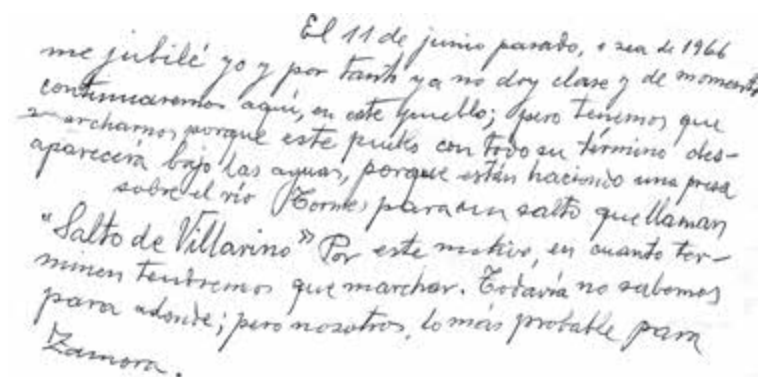 El 11 de junio pasado, o sea de 1966
me jubilé yo y por tanto ya no doy clase y de momento
continuaremos aquí, en este pueblo; pero tenemos que
marcharnos porque este pueblo con todo su término des-
aparecerá bajo las aguas, porque están haciendo una presa
sobre el río Tormes para un salto que llaman
"Salto de Villarino" Por este motivo, en cuanto ter-
minen tendremos que marchar. Todavía no sabemos
para adonde; pero nosotros, lo más probable para
Zamora.